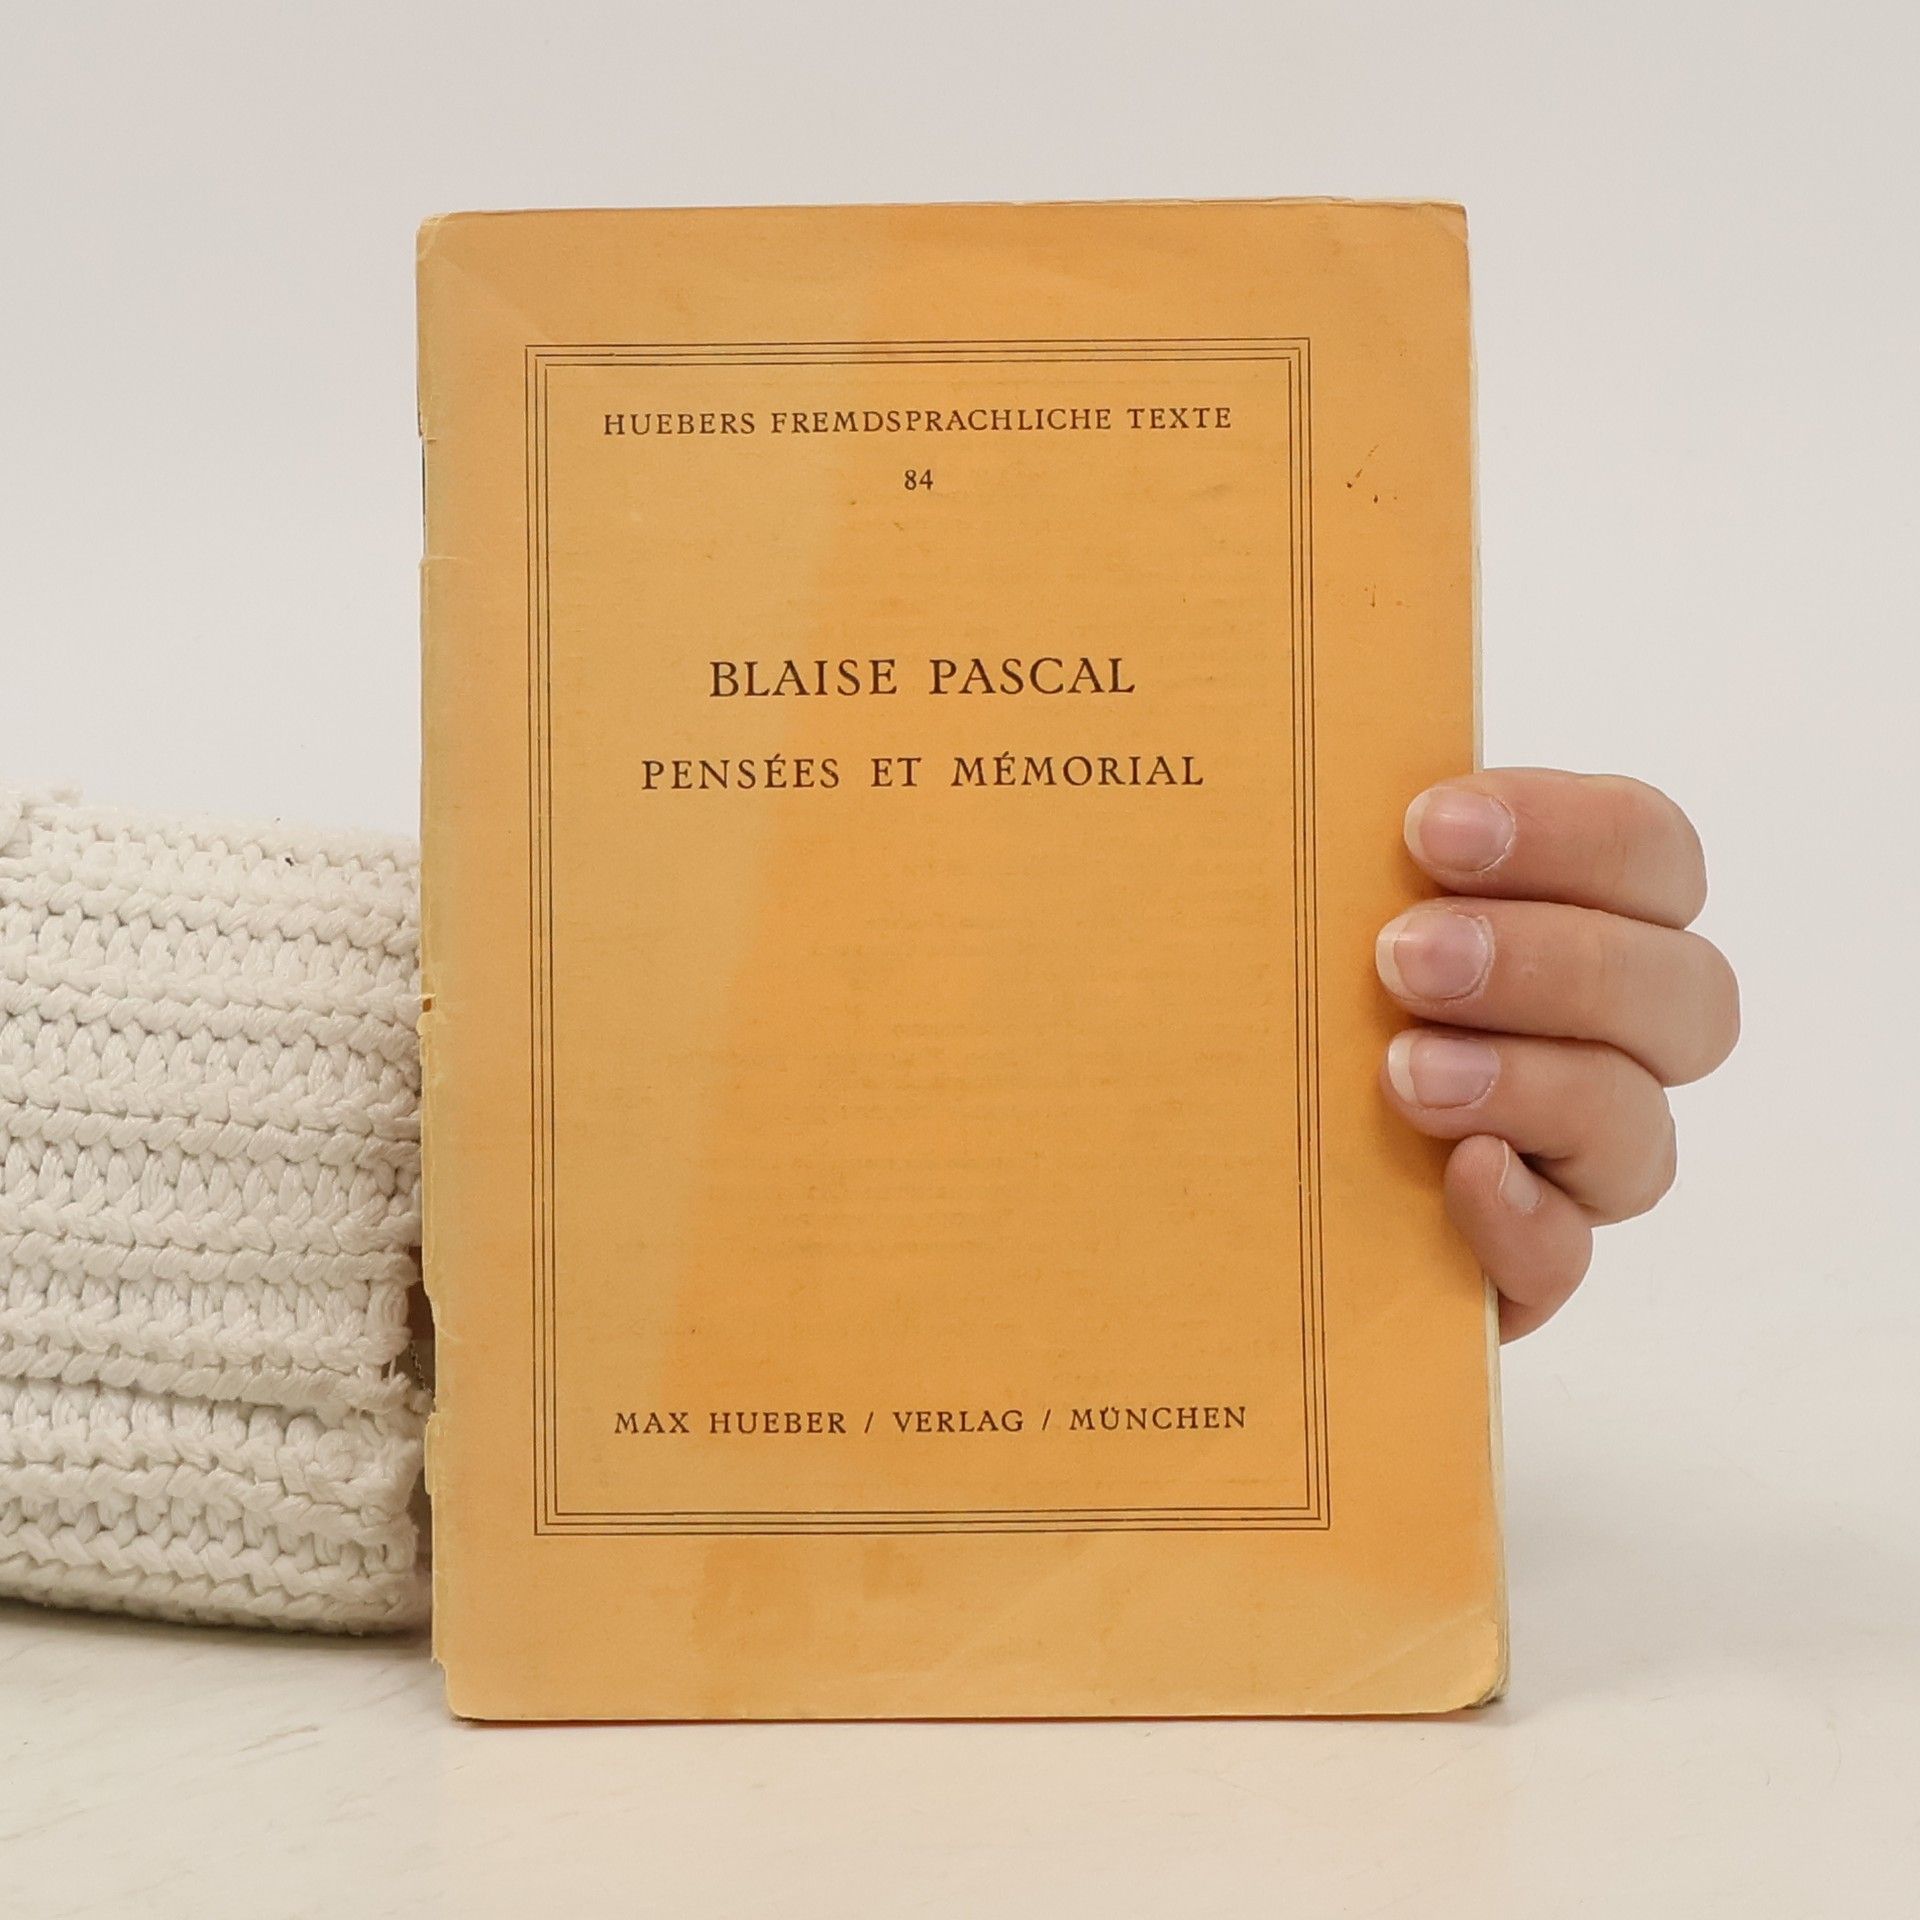 HUEBERS FREMDSPRACHLICHE TEXTE
84
BLAISE PASCAL
PENSÉES ET MÉMORIAL
MAX HUEBER / VERLAG / MÜNCHEN